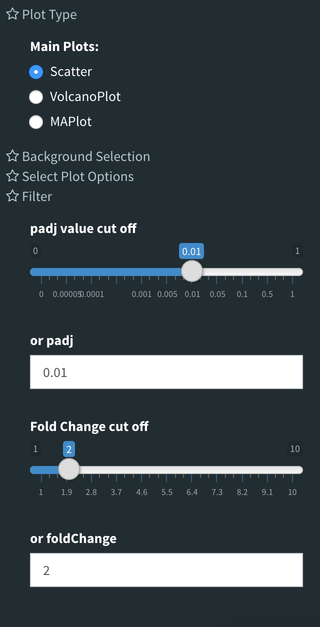 Plot Type
Main Plots:
Scatter
VolcanoPlot
MAPlot
Background Selection
Select Plot Options
Filter
padj value cut off
0 0.01 1
0 0.00005 0.0001 0.001 0.005 0.01 0.05 0.1 0.5 1
or padj
0.01
Fold Change cut off
1 2 10
1 1.9 2.8 3.7 4.6 5.5 6.4 7.3 8.2 9.1 10
or foldChange
2